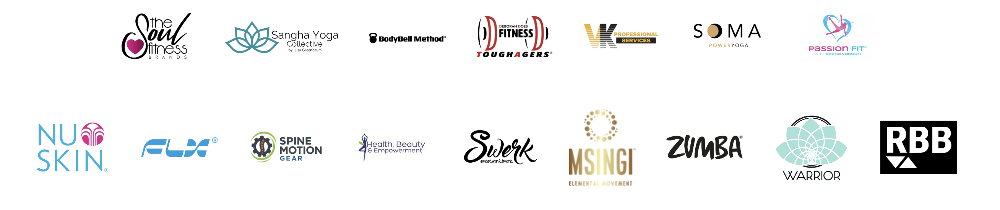 the
Soul
fitness
BRANDS
Sangha Yoga
Collective
by: Lisa Greenbaum
BodyBell Method®
DEBORAH DOES
FITNESS
TOUGHAGERS®
VK
PROFESSIONAL
SERVICES
SOMA
POWERYOGA
™
PASSION FIT™
WITH REENA VOKOUN
NU
SKIN®
FLX®
SPINE
MOTION
GEAR
Health, Beauty
& Empowerment
Swerk
sweat.work.twerk.
MSINGI™
ELEMENTAL MOVEMENT
ZUMBA®
WARRIOR
RBB